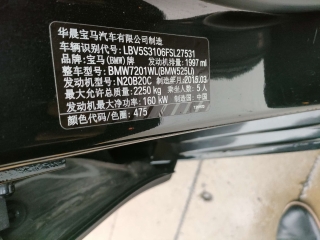 华晨宝马汽车有限公司制造
车辆识别代号: LBV5S3106FSL27531
品牌: 宝马(BMW)牌 发动机排量: 1997 ml
整车型号: BMW7201WL(BMW525Li)
发动机型号: N20B20C 制造年月: 2015.03
最大允许总质量: 2250 kg 乘坐人数: 5 人
发动机最大净功率: 160 kW 制造国: 中国
颜色代码/色圈: 475